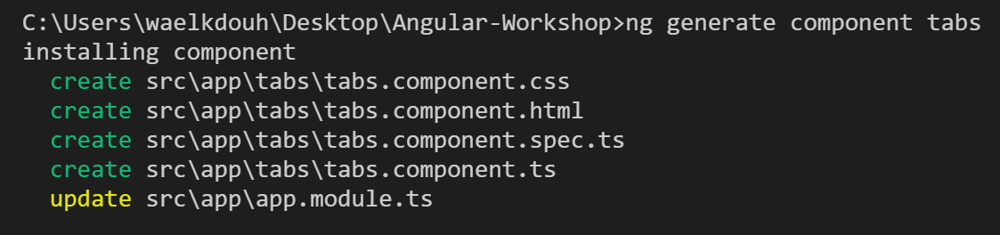 C:\Users\waelkdouh\Desktop\Angular-Workshop>ng generate component tabs
installing component
  create src\app\tabs\tabs.component.css
  create src\app\tabs\tabs.component.html
  create src\app\tabs\tabs.component.spec.ts
  create src\app\tabs\tabs.component.ts
  update src\app\app.module.ts